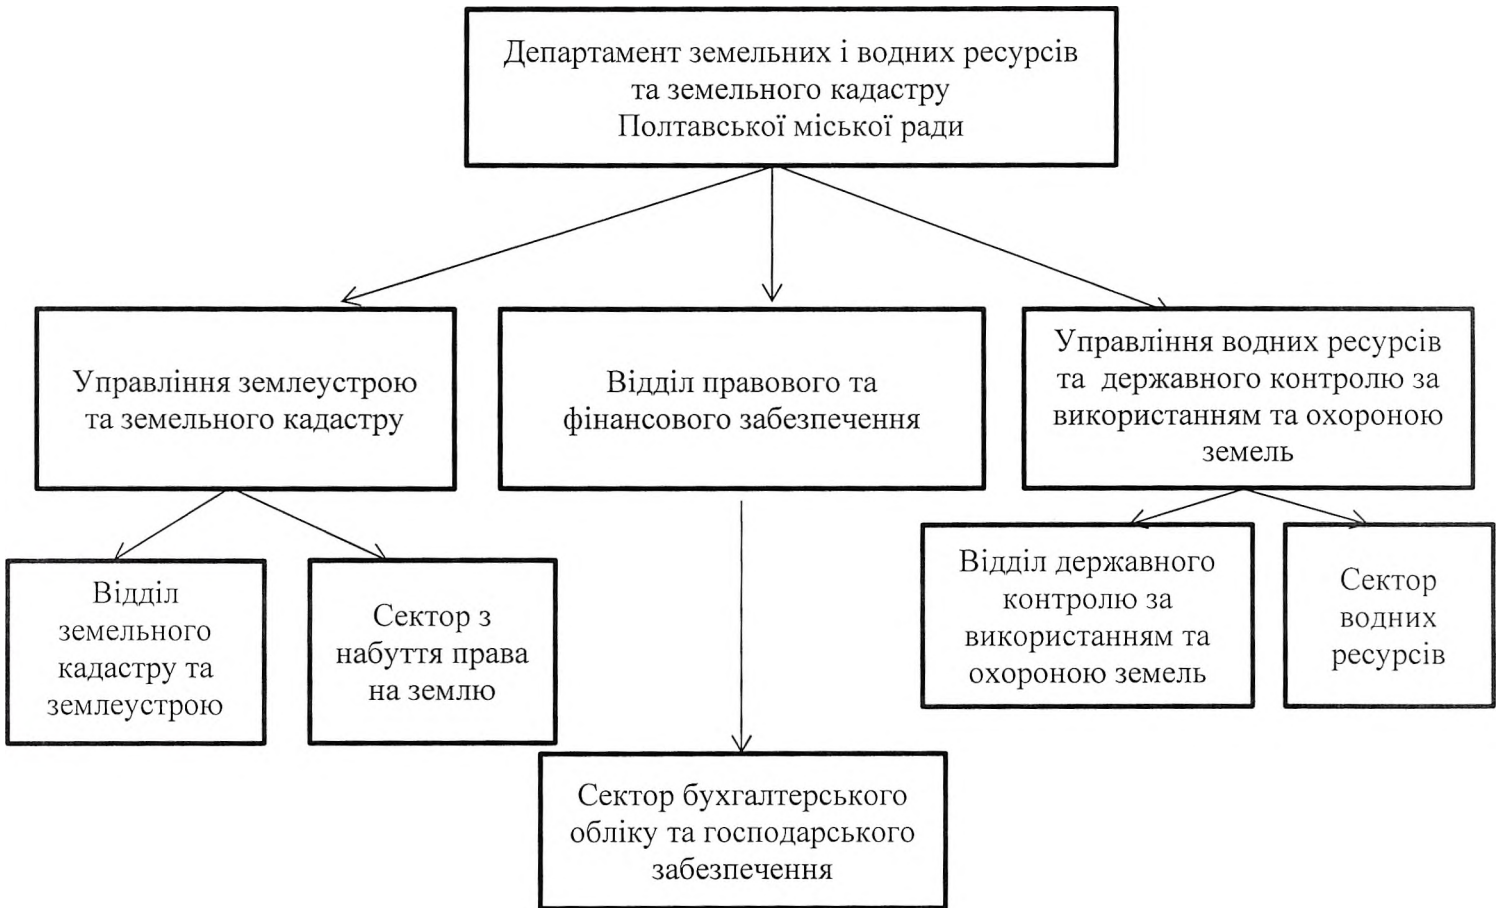 Департамент земельних і водних ресурсів
та земельного кадастру
Полтавської міської ради
Управління землеустрою
та земельного кадастру
Відділ правового та
фінансового забезпечення
Управління водних ресурсів
та державного контролю за
використанням та охороною
земель
Відділ
земельного
кадастру та
землеустрою
Сектор з
набуття права
на землю
Відділ державного
контролю за
використанням та
охороною земель
Сектор
водних
ресурсів
Сектор бухгалтерського
обліку та господарського
забезпечення